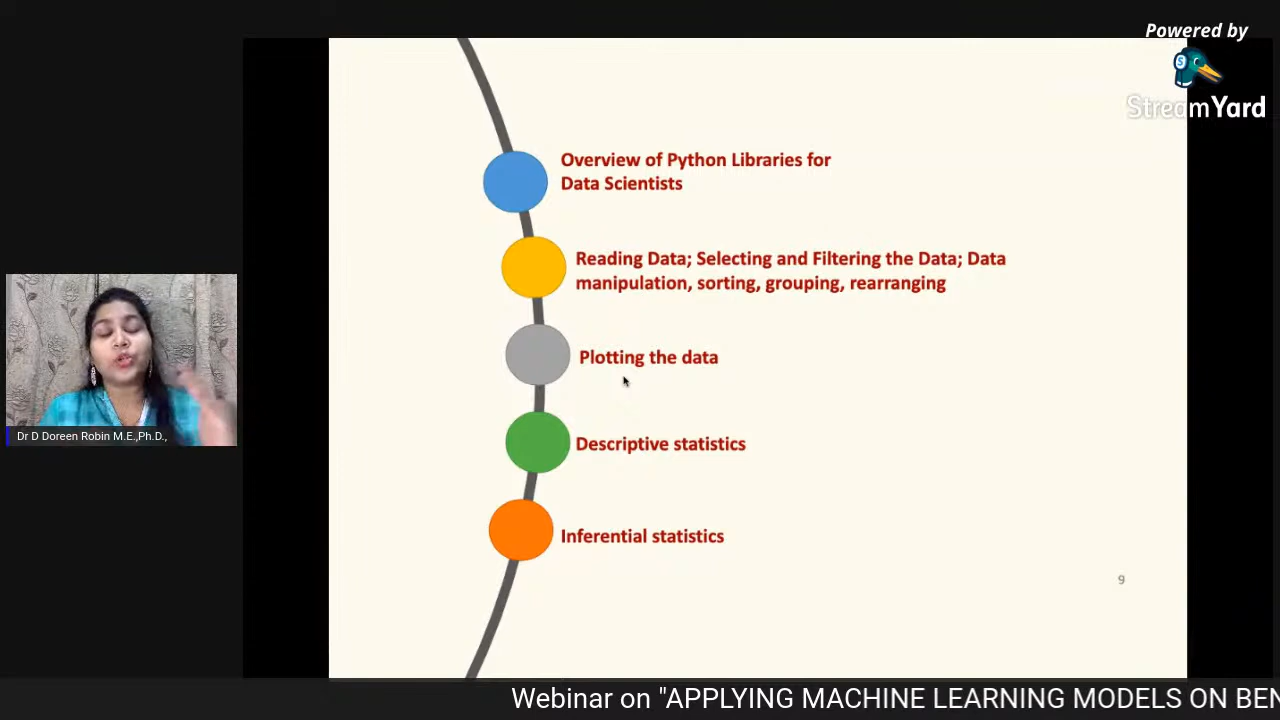 Powered by
StreamYard
Overview of Python Libraries for
Data Scientists
Reading Data; Selecting and Filtering the Data; Data
manipulation, sorting, grouping, rearranging
Plotting the data
Descriptive statistics
Inferential statistics
9
Dr D Doreen Robin M.E.,Ph.D.,
Webinar on "APPLYING MACHINE LEARNING MODELS ON BEN